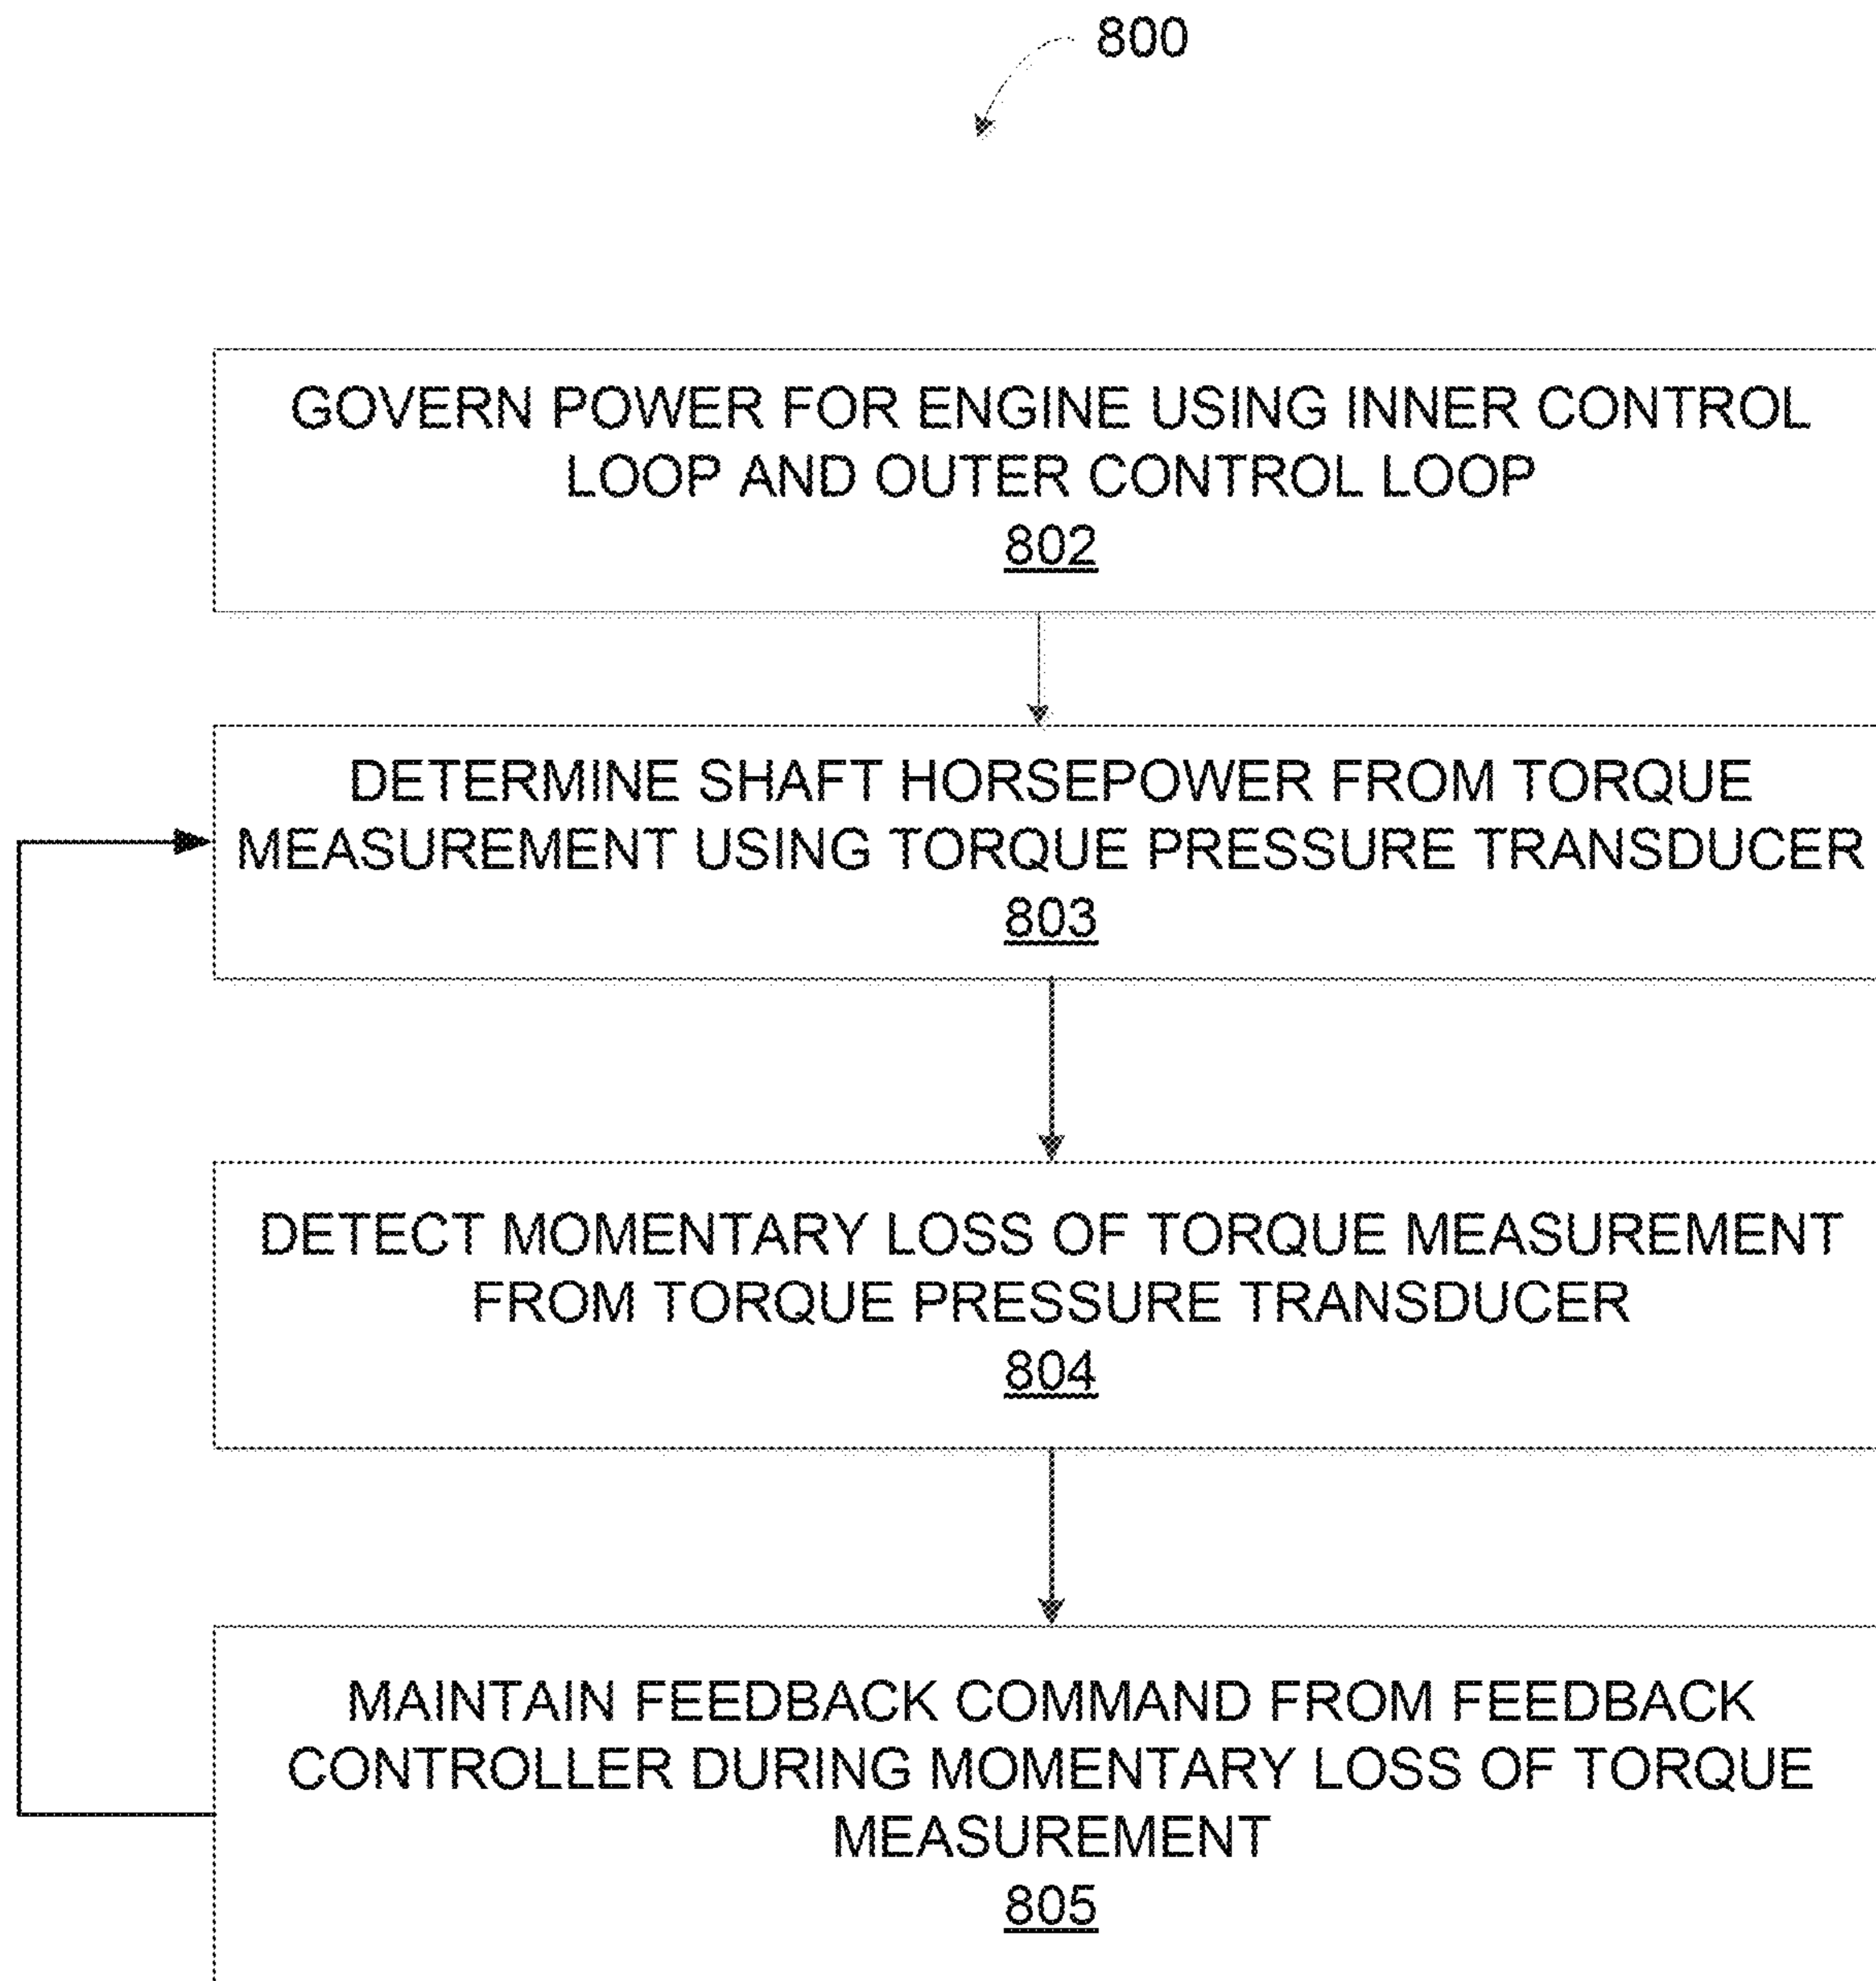 800
GOVERN POWER FOR ENGINE USING INNER CONTROL
LOOP AND OUTER CONTROL LOOP
802
DETERMINE SHAFT HORSEPOWER FROM TORQUE
MEASUREMENT USING TORQUE PRESSURE TRANSDUCER
803
DETECT MOMENTARY LOSS OF TORQUE MEASUREMENT
FROM TORQUE PRESSURE TRANSDUCER
804
MAINTAIN FEEDBACK COMMAND FROM FEEDBACK
CONTROLLER DURING MOMENTARY LOSS OF TORQUE
MEASUREMENT
805